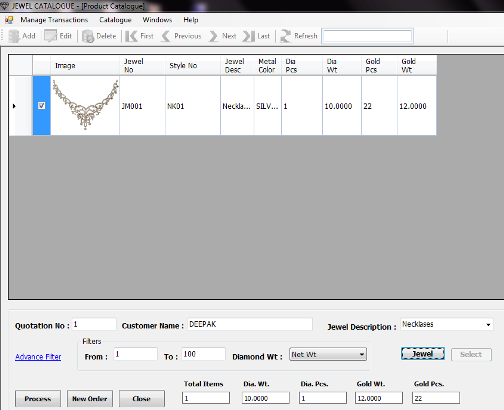 JEWEL CATALOGUE - [Product Catalogue]
Manage Transactions Catalogue Windows Help
Add Edit Delete First Previous Next Last Refresh
Image Jewel No Style No Jewel Desc Metal Color Dia Pcs Dia Wt Gold Pcs Gold Wt
JM001 NK01 Neckla... SILV... 1 10.0000 22 12.0000
Quotation No : 1 Customer Name : DEEPAK Jewel Description : Necklases
Filters
Advance Filter From : 1 To : 100 Diamond Wt : Net Wt Jewel Select
Total Items Dia. Wt. Dia. Pcs. Gold Wt. Gold Pcs.
Process New Order Close 1 10.0000 1 12.0000 22